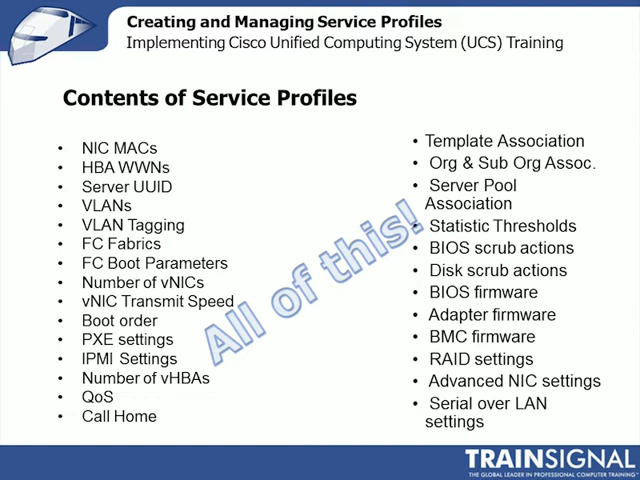 Creating and Managing Service Profiles
Implementing Cisco Unified Computing System (UCS) Training
Contents of Service Profiles
• NIC MACs
• HBA WWNs
• Server UUID
• VLANs
• VLAN Tagging
• FC Fabrics
• FC Boot Parameters
• Number of vNICs
• vNIC Transmit Speed
• Boot order
• PXE settings
• IPMI Settings
• Number of vHBAs
• QoS
• Call Home
• Template Association
• Org & Sub Org Assoc.
• Server Pool
Association
• Statistic Thresholds
• BIOS scrub actions
• Disk scrub actions
• BIOS firmware
• Adapter firmware
• BMC firmware
• RAID settings
• Advanced NIC settings
• Serial over LAN
settings
All of this!
TRAINSIGNAL
THE GLOBAL LEADER IN PROFESSIONAL COMPUTER TRAINING